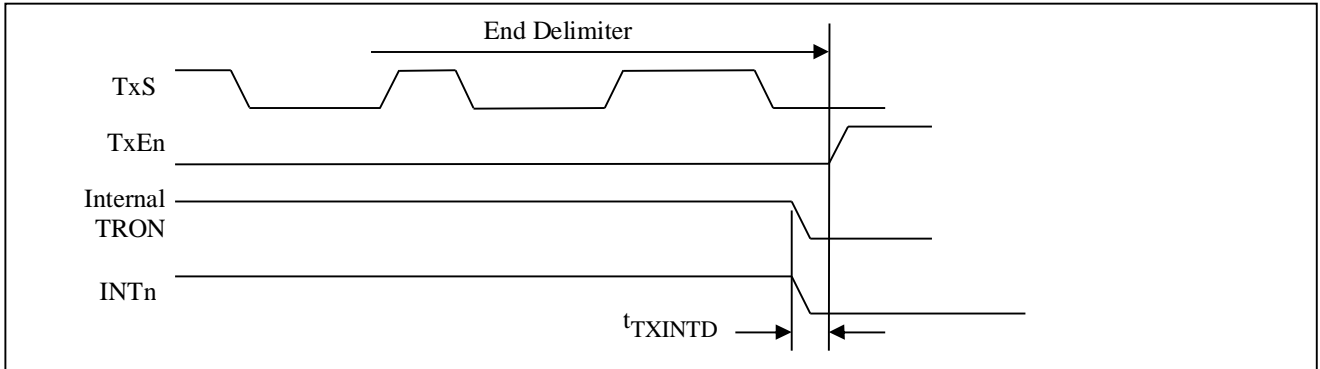 End Delimiter
TxS
TxEn
Internal
TRON
INTn
tTXINTD